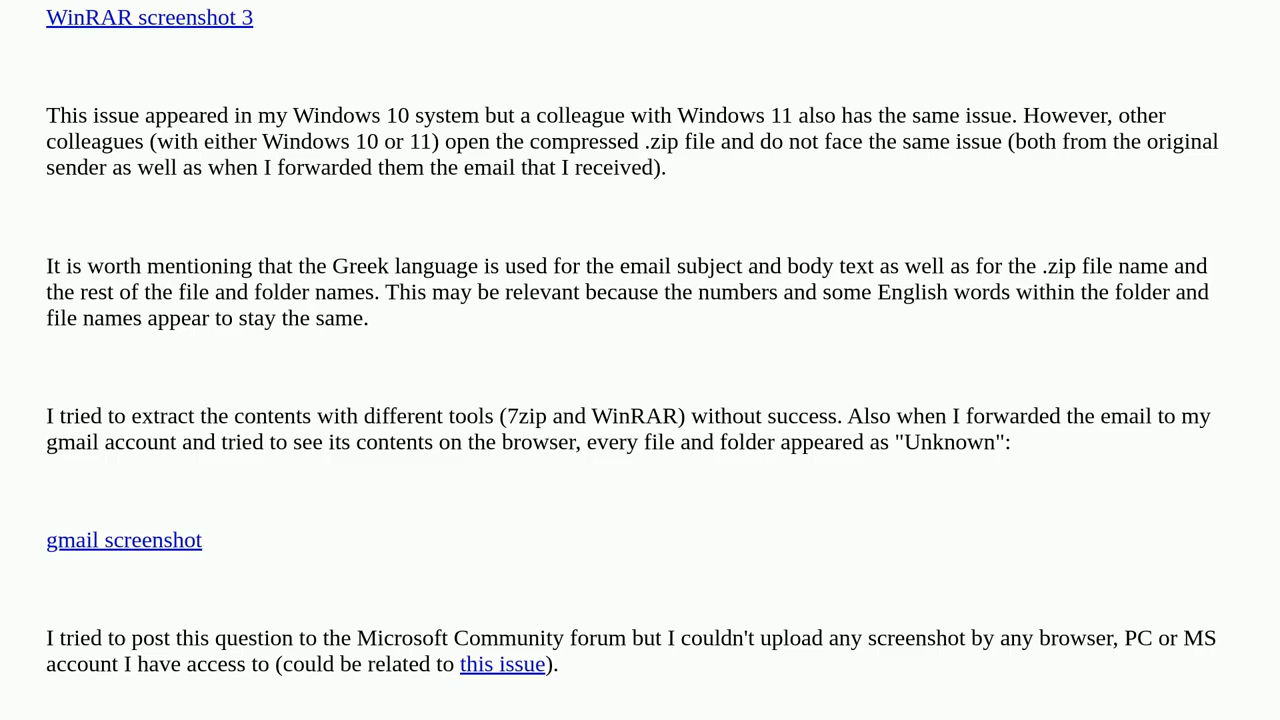 WinRAR screenshot 3
This issue appeared in my Windows 10 system but a colleague with Windows 11 also has the same issue. However, other
colleagues (with either Windows 10 or 11) open the compressed .zip file and do not face the same issue (both from the original
sender as well as when I forwarded them the email that I received).
It is worth mentioning that the Greek language is used for the email subject and body text as well as for the .zip file name and
the rest of the file and folder names. This may be relevant because the numbers and some English words within the folder and
file names appear to stay the same.
I tried to extract the contents with different tools (7zip and WinRAR) without success. Also when I forwarded the email to my
gmail account and tried to see its contents on the browser, every file and folder appeared as "Unknown":
gmail screenshot
I tried to post this question to the Microsoft Community forum but I couldn't upload any screenshot by any browser, PC or MS
account I have access to (could be related to this issue).